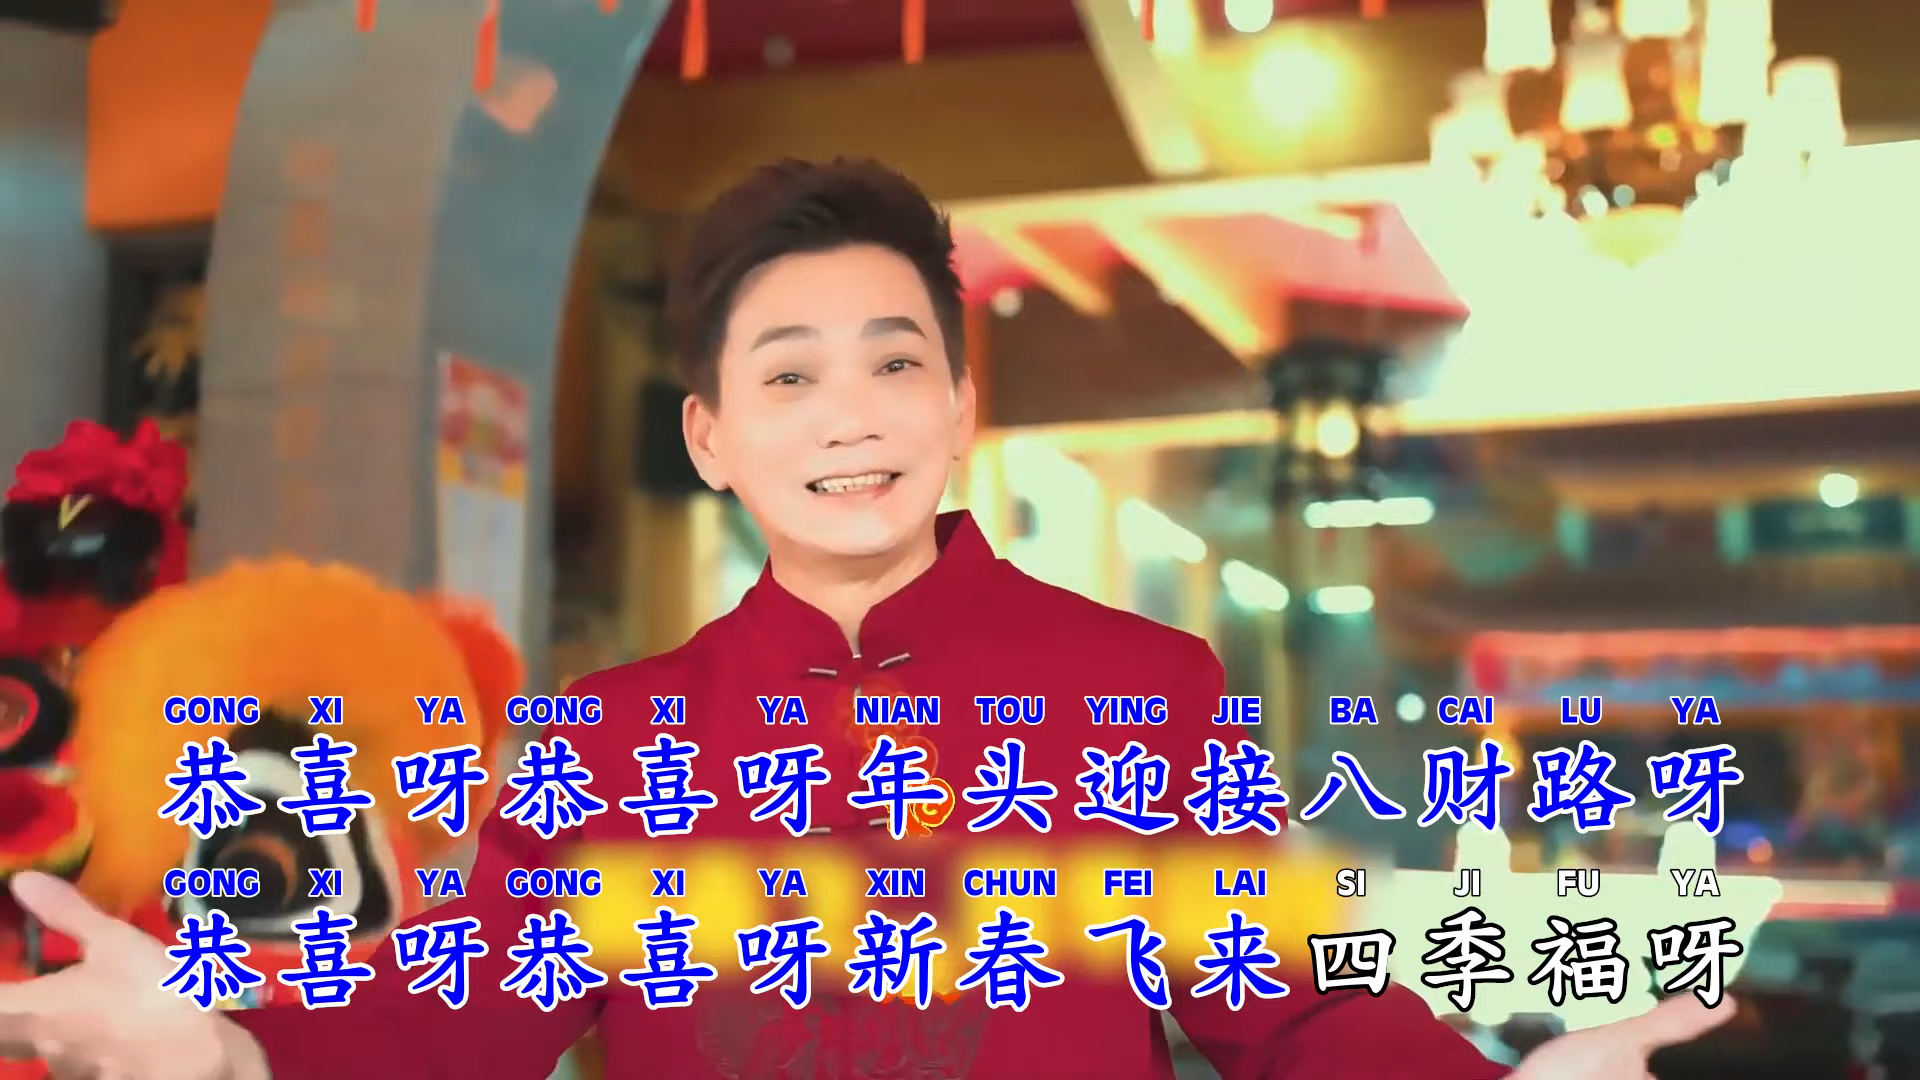 GONG XI YA GONG XI YA NIAN TOU YING JIE BA CAI LU YA
恭喜呀恭喜呀年头迎接八财路呀
GONG XI YA GONG XI YA XIN CHUN FEI LAI SI JI FU YA
恭喜呀恭喜呀新春飞来四季福呀